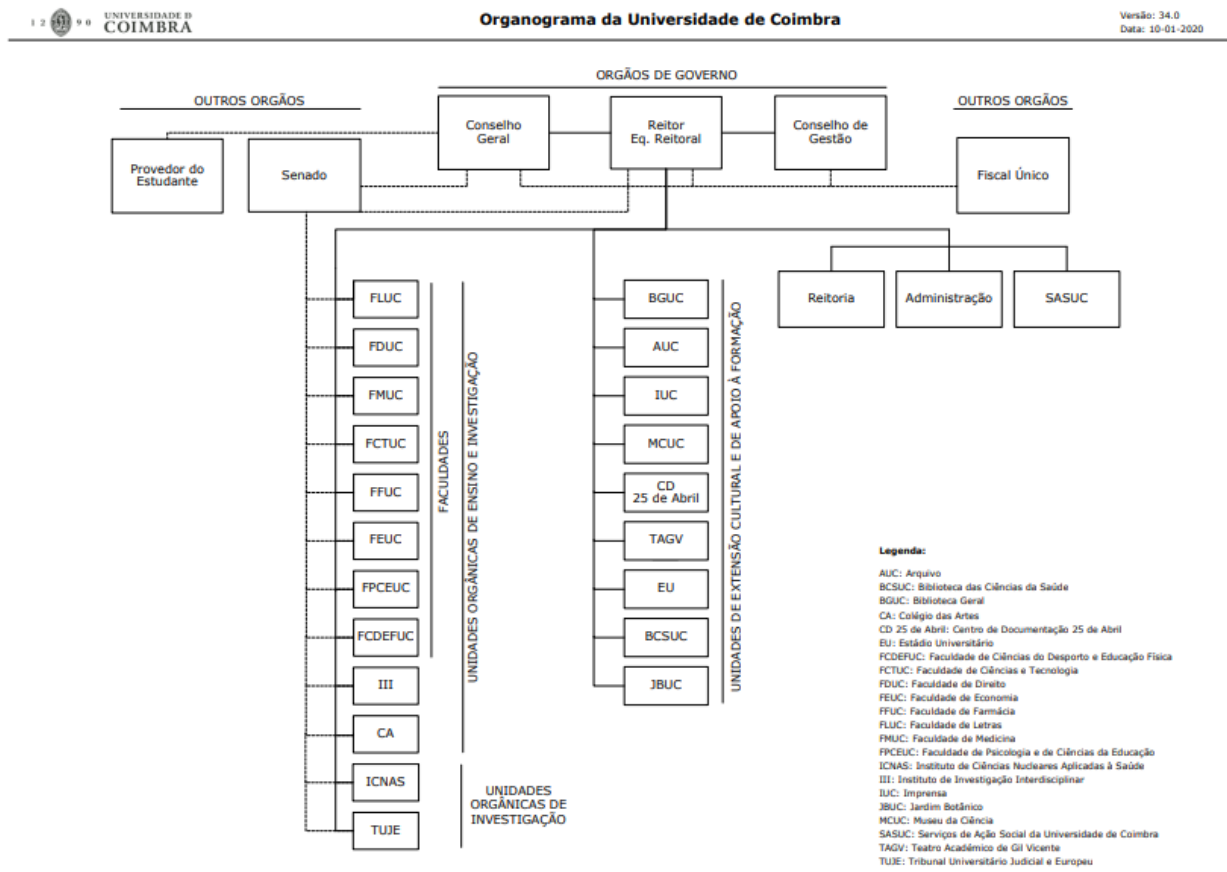 1 2 9 0
UNIVERSIDADE D
COIMBRA
Organograma da Universidade de Coimbra
Versão: 34.0
Data: 10-01-2020
ORGÃOS DE GOVERNO
OUTROS ORGÃOS
OUTROS ORGÃOS
Conselho
Geral
Reitor
Eq. Reitoral
Conselho de
Gestão
Provedor do
Estudante
Senado
Fiscal Único
Reitoria
Administração
SASUC
FLUC
FDUC
FMUC
FCTUC
FFUC
FEUC
FPCEUC
FCDEFUC
III
CA
ICNAS
TUJE
FACULDADES
UNIDADES ORGÂNICAS DE ENSINO E INVESTIGAÇÃO
UNIDADES
ORGÂNICAS DE
INVESTIGAÇÃO
BGUC
AUC
IUC
MCUC
CD
25 de Abril
TAGV
EU
BCSUC
JBUC
UNIDADES DE EXTENSÃO CULTURAL E DE APOIO À FORMAÇÃO
Legenda:
AUC: Arquivo
BCSUC: Biblioteca das Ciências da Saúde
BGUC: Biblioteca Geral
CA: Colégio das Artes
CD 25 de Abril: Centro de Documentação 25 de Abril
EU: Estádio Universitário
FCDEFUC: Faculdade de Ciências do Desporto e Educação Física
FCTUC: Faculdade de Ciências e Tecnologia
FDUC: Faculdade de Direito
FEUC: Faculdade de Economia
FFUC: Faculdade de Farmácia
FLUC: Faculdade de Letras
FMUC: Faculdade de Medicina
FPCEUC: Faculdade de Psicologia e de Ciências da Educação
ICNAS: Instituto de Ciências Nucleares Aplicadas à Saúde
III: Instituto de Investigação Interdisciplinar
IUC: Imprensa
JBUC: Jardim Botânico
MCUC: Museu da Ciência
SASUC: Serviços de Ação Social da Universidade de Coimbra
TAGV: Teatro Académico de Gil Vicente
TUJE: Tribunal Universitário Judicial e Europeu